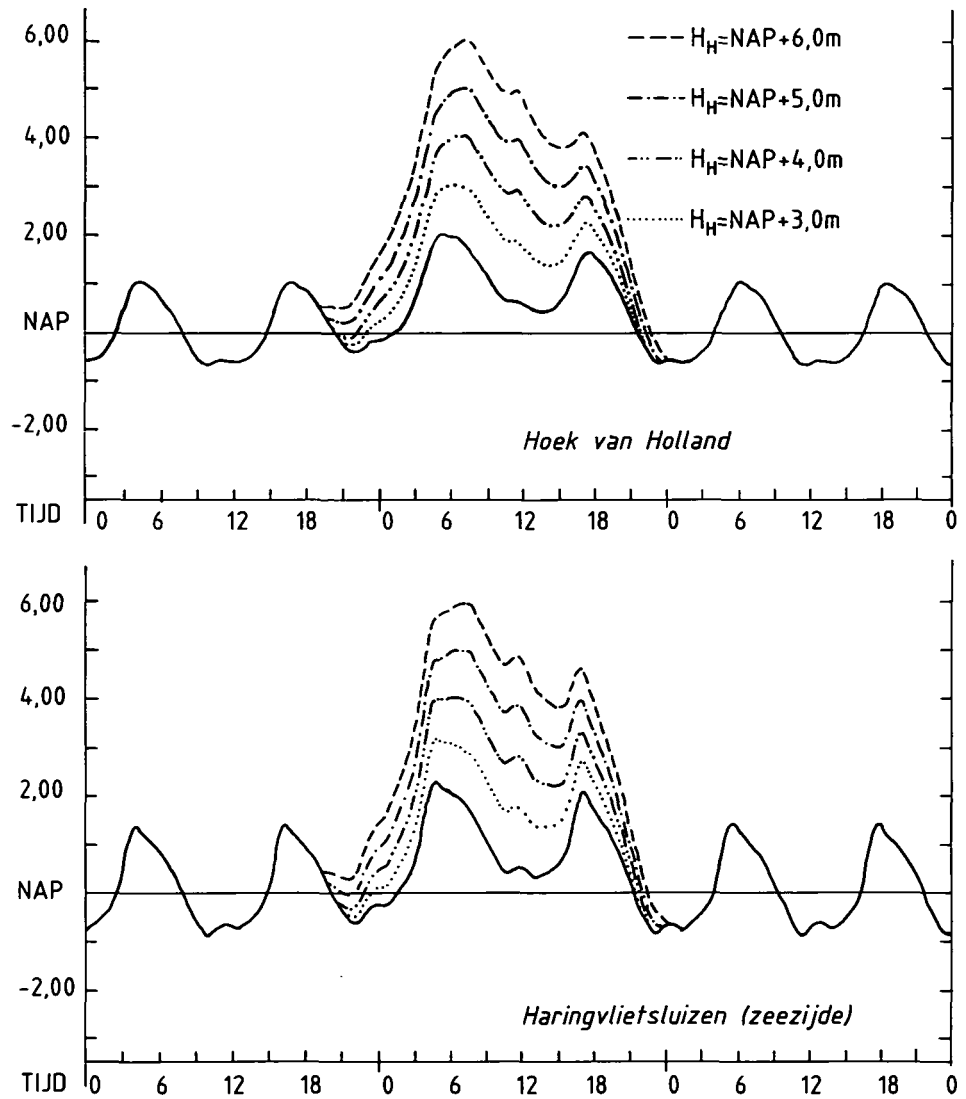 6,00
4,00
2,00
NAP
-2,00
H_H=NAP+6,0m
H_H=NAP+5,0m
H_H=NAP+4,0m
H_H=NAP+3,0m
Hoek van Holland
TIJD 0 6 12 18 0 6 12 18 0 6 12 18 0
6,00
4,00
2,00
NAP
-2,00
Haringvlietsluizen (zeezijde)
TIJD 0 6 12 18 0 6 12 18 0 6 12 18 0